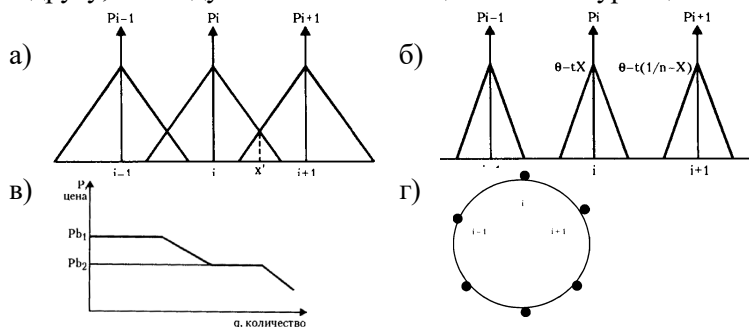 Pi-1 Pi Pi+1 Pi-1 Pi Pi+1
а) б)
θ-tX θ-t(1/n-X)
i-1 i x' i+1 i i+1
в) P цена г)
i
Pb1 i-1 i+1
Pb2
q, количество